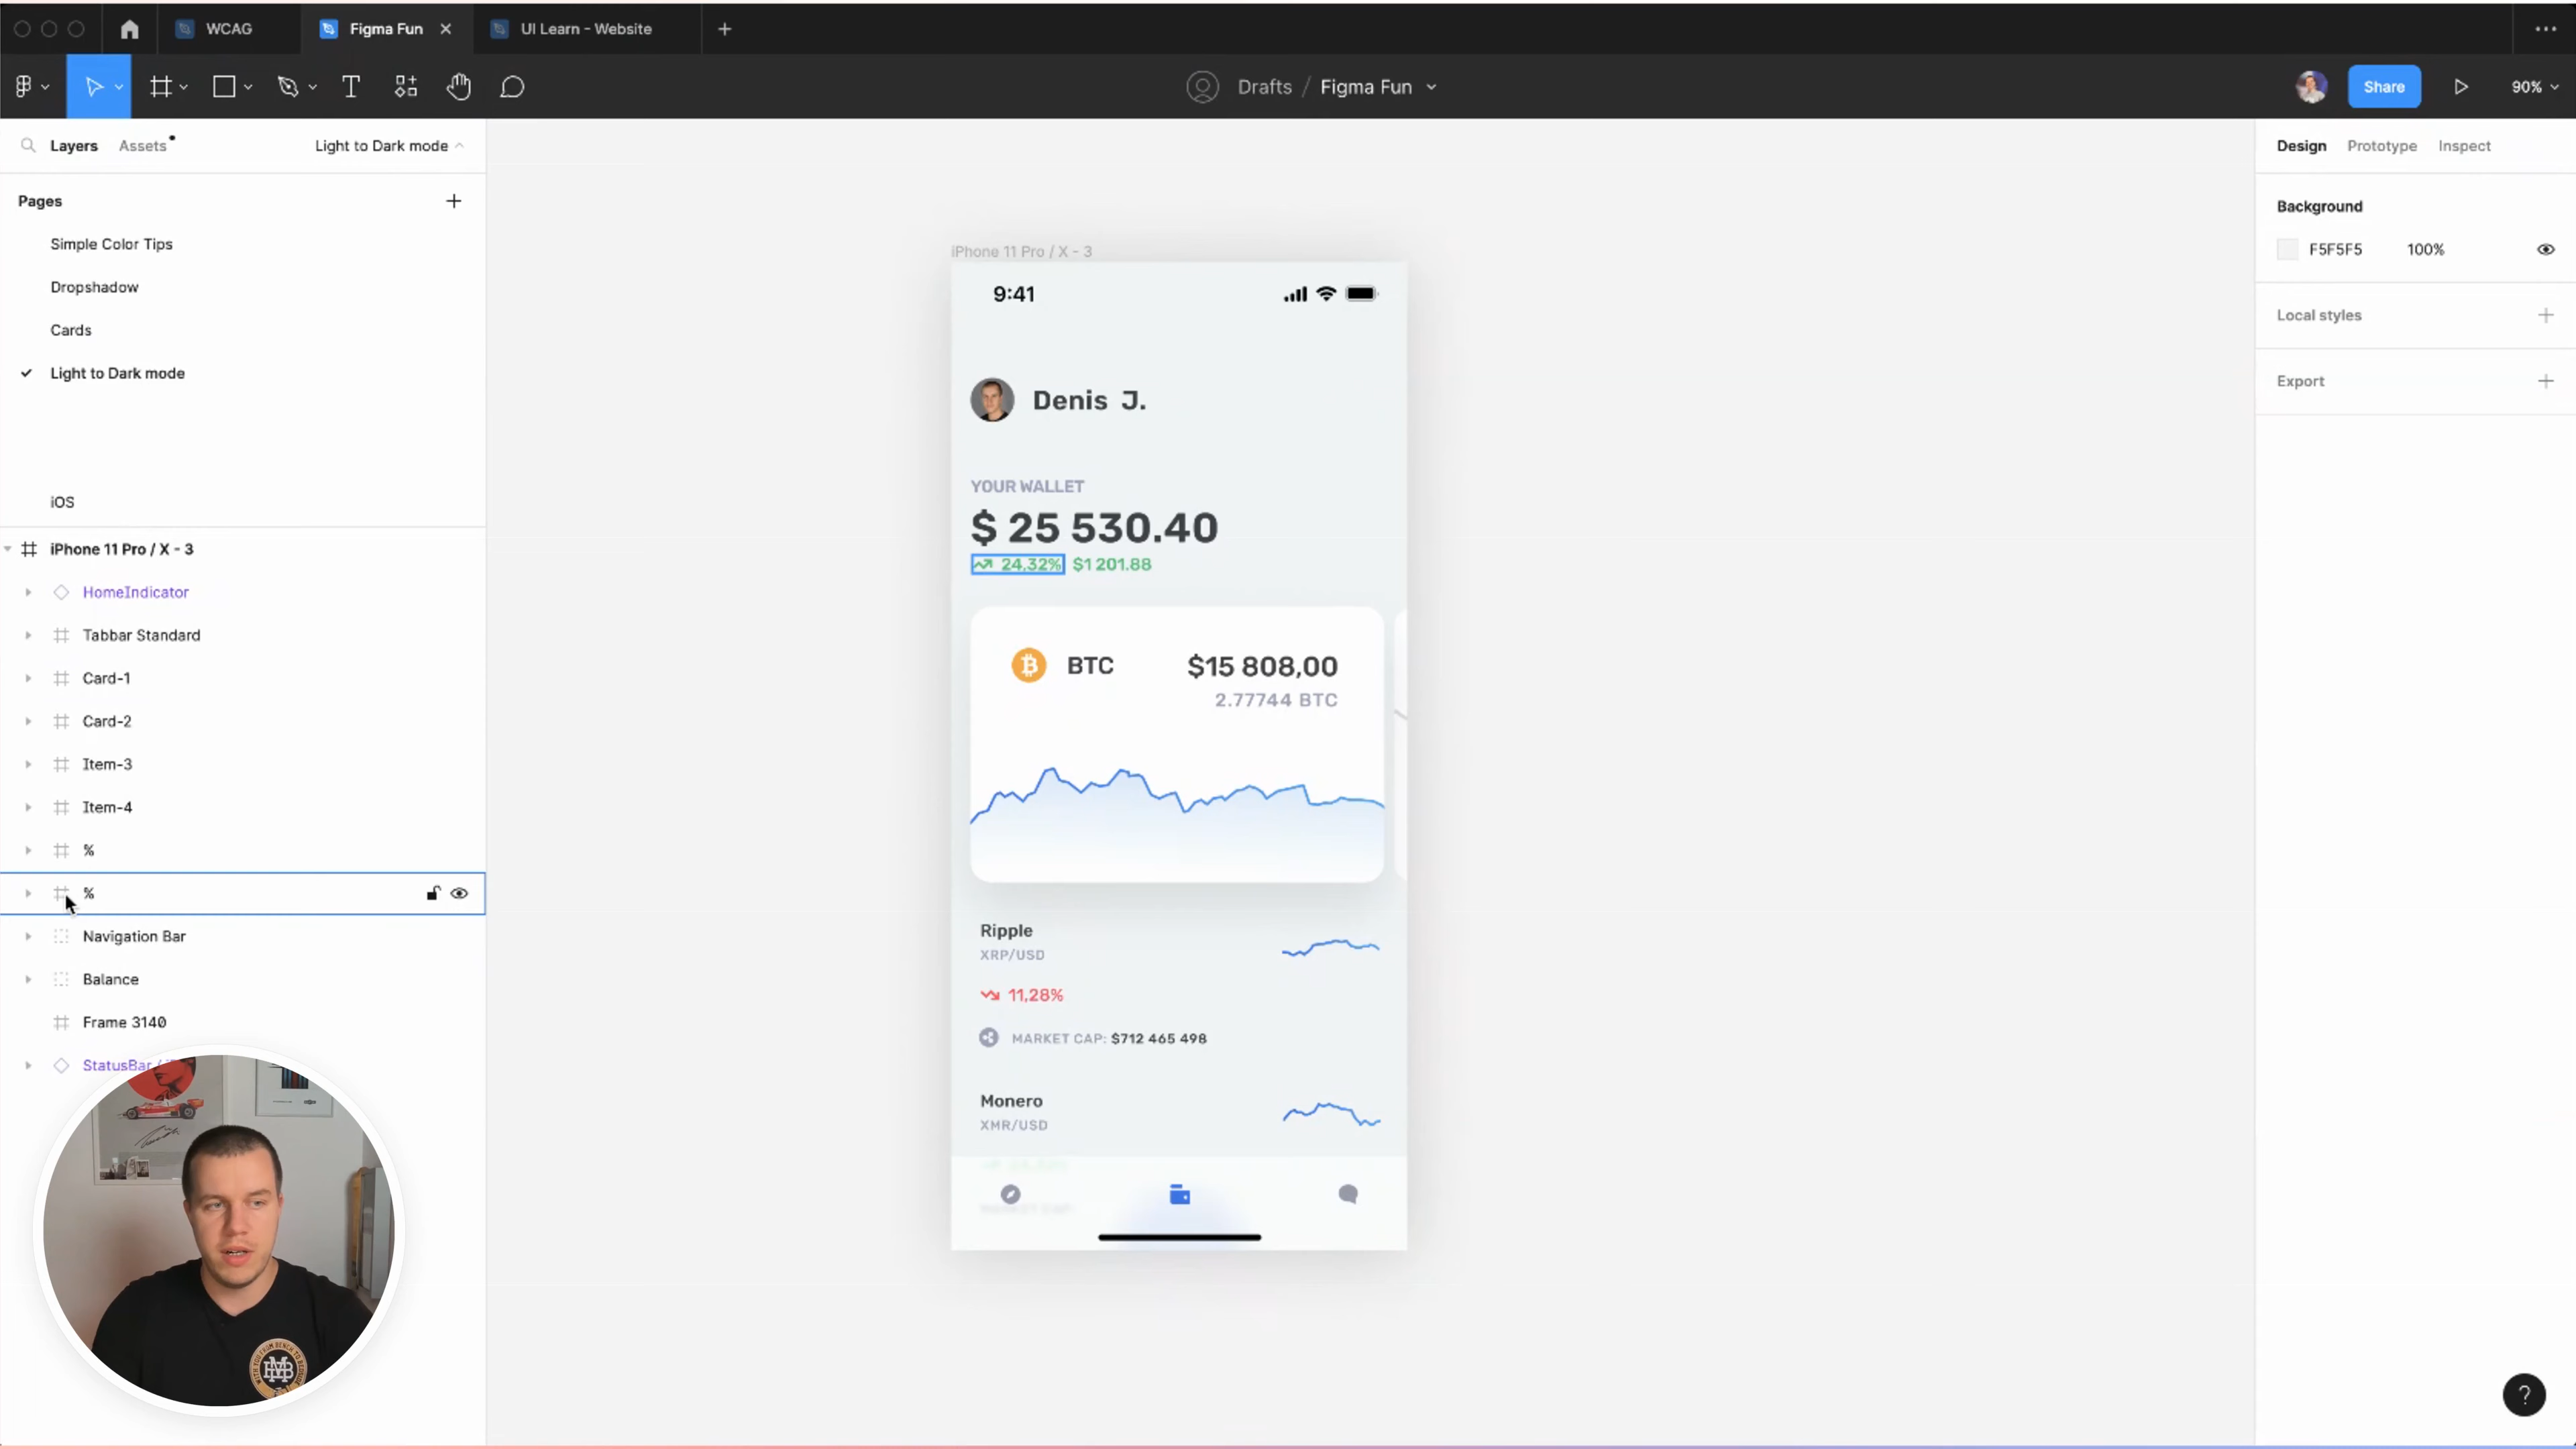 WCAG
Figma Fun
UI Learn - Website
Drafts / Figma Fun
Share
90%
Layers
Assets
Light to Dark mode
Pages
Simple Color Tips
Dropshadow
Cards
Light to Dark mode
iOS
iPhone 11 Pro / X - 3
HomeIndicator
Tabbar Standard
Card-1
Card-2
Item-3
Item-4
%
%
Navigation Bar
Balance
Frame 3140
StatusBar
iPhone 11 Pro / X - 3
9:41
Denis J.
YOUR WALLET
$ 25 530.40
24,32% $1 201.88
BTC
$15 808,00
2.77744 BTC
Ripple
XRP/USD
11,28%
MARKET CAP: $712 465 498
Monero
XMR/USD
Design
Prototype
Inspect
Background
F5F5F5
100%
Local styles
Export
?